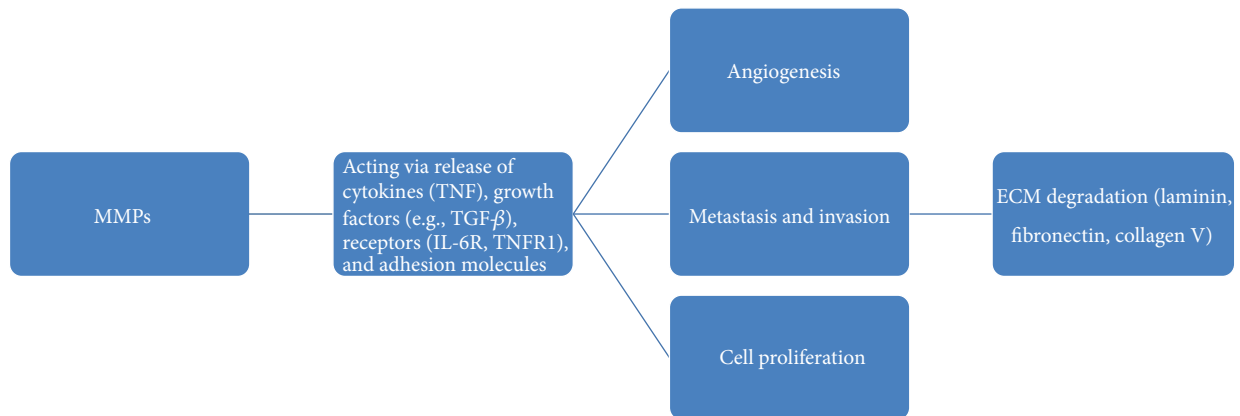 MMPs
Acting via release of
cytokines (TNF), growth
factors (e.g., TGF-β),
receptors (IL-6R, TNFR1),
and adhesion molecules
Angiogenesis
Metastasis and invasion
Cell proliferation
ECM degradation (laminin,
fibronectin, collagen V)